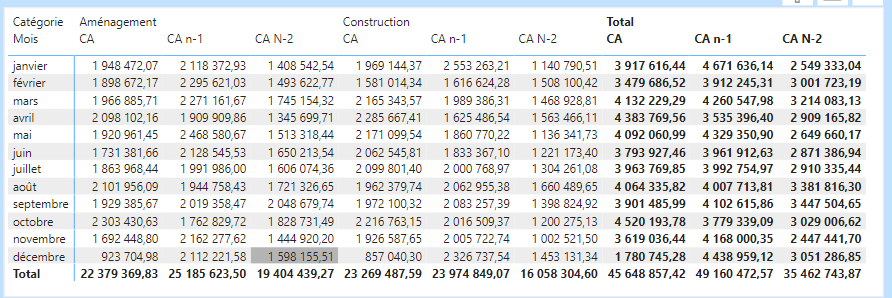 Catégorie Aménagement Construction Total
Mois CA CA n-1 CA N-2 CA CA n-1 CA N-2 CA CA n-1 CA N-2
janvier 1 948 472,07 2 118 372,93 1 408 542,54 1 969 144,37 2 553 263,21 1 140 790,51 3 917 616,44 4 671 636,14 2 549 333,04
février 1 898 672,17 2 295 621,03 1 493 622,77 1 581 014,34 1 616 624,28 1 508 100,42 3 479 686,52 3 912 245,31 3 001 723,19
mars 1 966 885,71 2 271 161,67 1 745 154,32 2 165 343,57 1 989 386,31 1 468 928,81 4 132 229,29 4 260 547,98 3 214 083,13
avril 2 098 102,16 1 909 909,86 1 345 699,71 2 285 667,41 1 625 486,54 1 563 466,11 4 383 769,56 3 535 396,40 2 909 165,82
mai 1 920 961,45 2 468 580,67 1 513 318,44 2 171 099,54 1 860 770,22 1 136 341,73 4 092 060,99 4 329 350,90 2 649 660,17
juin 1 731 381,66 2 128 545,53 1 650 213,54 2 062 545,81 1 833 367,10 1 221 173,40 3 793 927,46 3 961 912,63 2 871 386,94
juillet 1 863 968,44 1 991 986,00 1 606 074,36 2 099 801,40 2 000 768,97 1 304 261,08 3 963 769,85 3 992 754,97 2 910 335,44
août 2 101 956,09 1 944 758,43 1 721 326,65 1 962 379,74 2 062 955,38 1 660 489,65 4 064 335,82 4 007 713,81 3 381 816,30
septembre 1 929 385,67 2 019 358,47 2 048 679,74 1 972 100,32 2 083 257,39 1 398 824,92 3 901 485,99 4 102 615,86 3 447 504,65
octobre 2 303 430,63 1 762 829,72 1 828 731,49 2 216 763,15 2 016 509,37 1 200 275,13 4 520 193,78 3 779 339,09 3 029 006,62
novembre 1 692 448,80 2 162 277,62 1 444 920,20 1 926 587,65 2 005 722,74 1 002 521,50 3 619 036,44 4 168 000,35 2 447 441,70
décembre 923 704,98 2 112 221,58 1 598 155,51 857 040,30 2 326 737,54 1 453 131,34 1 780 745,28 4 438 959,12 3 051 286,85
Total 22 379 369,83 25 185 623,50 19 404 439,27 23 269 487,59 23 974 849,07 16 058 304,60 45 648 857,42 49 160 472,57 35 462 743,87